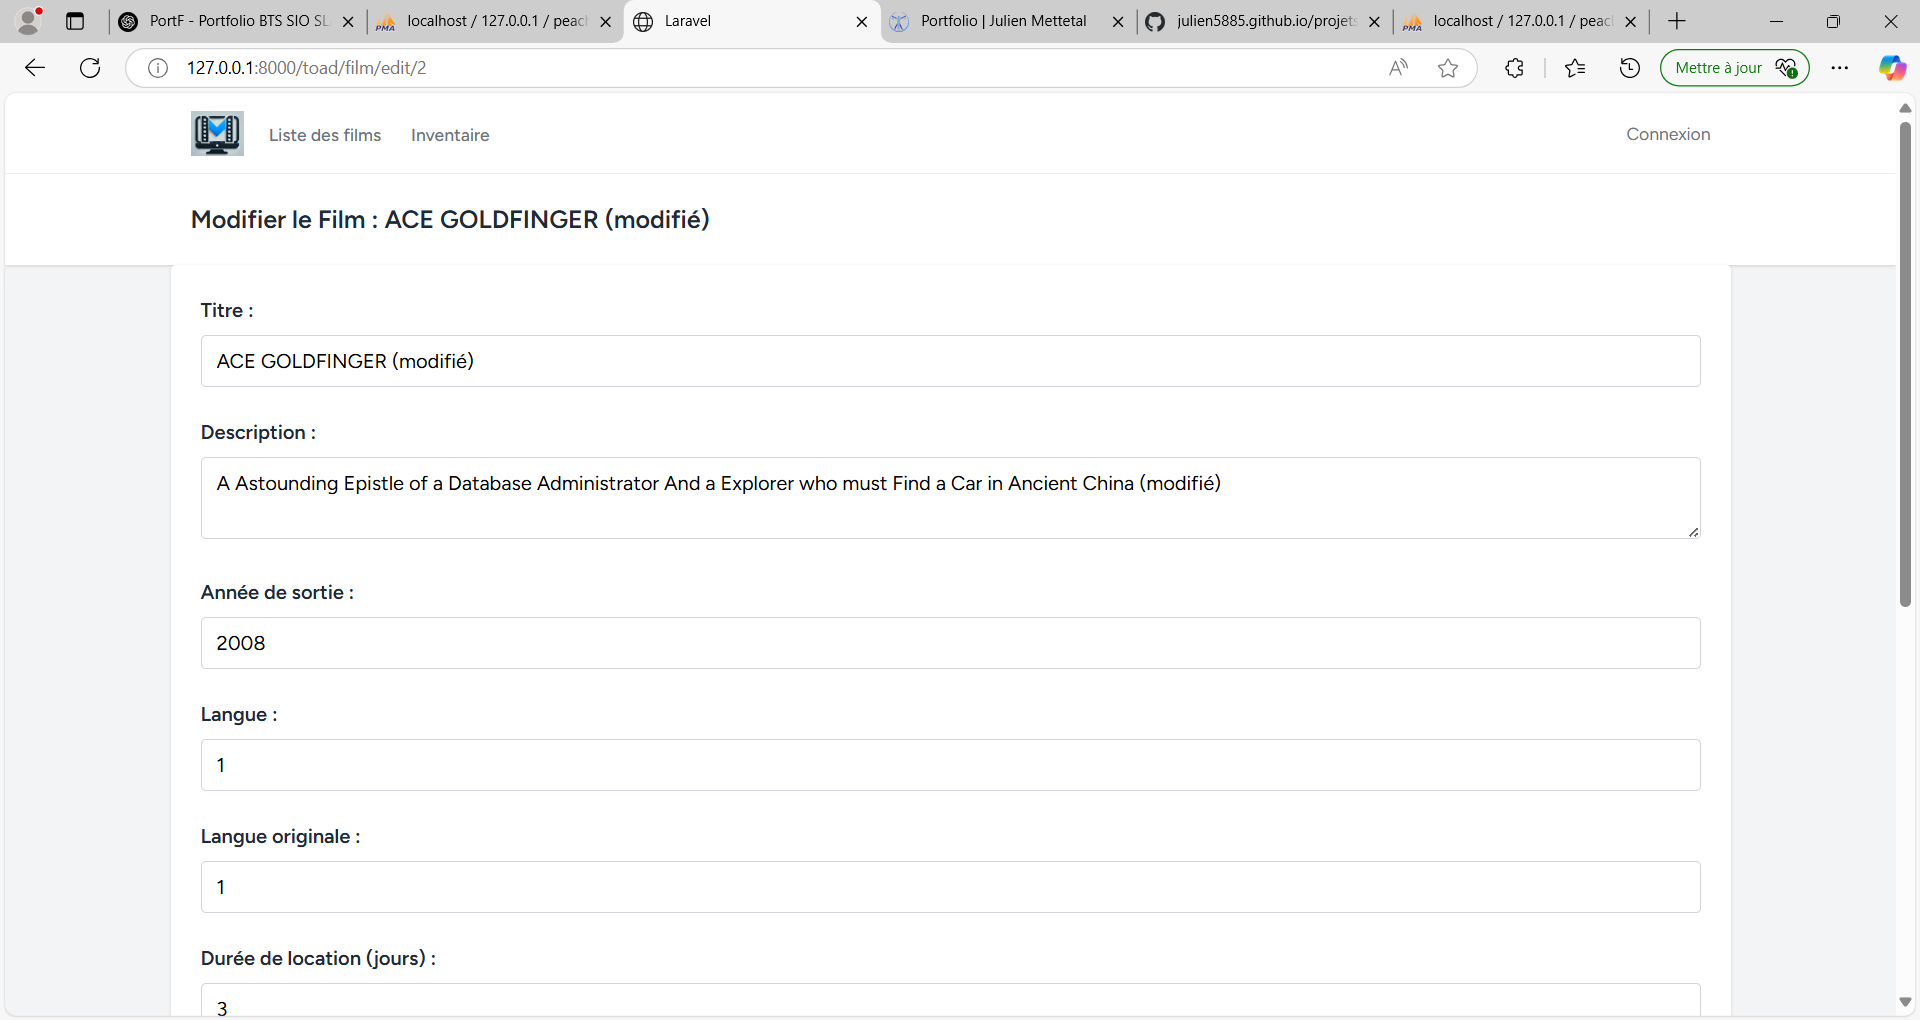 PortF - Portfolio BTS SIO SL
localhost / 127.0.0.1 / peach
Laravel
Portfolio | Julien Mettetal
julien5885.github.io/projets
localhost / 127.0.0.1 / peach
127.0.0.1:8000/toad/film/edit/2
Mettre à jour
Liste des films
Inventaire
Connexion
Modifier le Film : ACE GOLDFINGER (modifié)
Titre :
ACE GOLDFINGER (modifié)
Description :
A Astounding Epistle of a Database Administrator And a Explorer who must Find a Car in Ancient China (modifié)
Année de sortie :
2008
Langue :
1
Langue originale :
1
Durée de location (jours) :
3